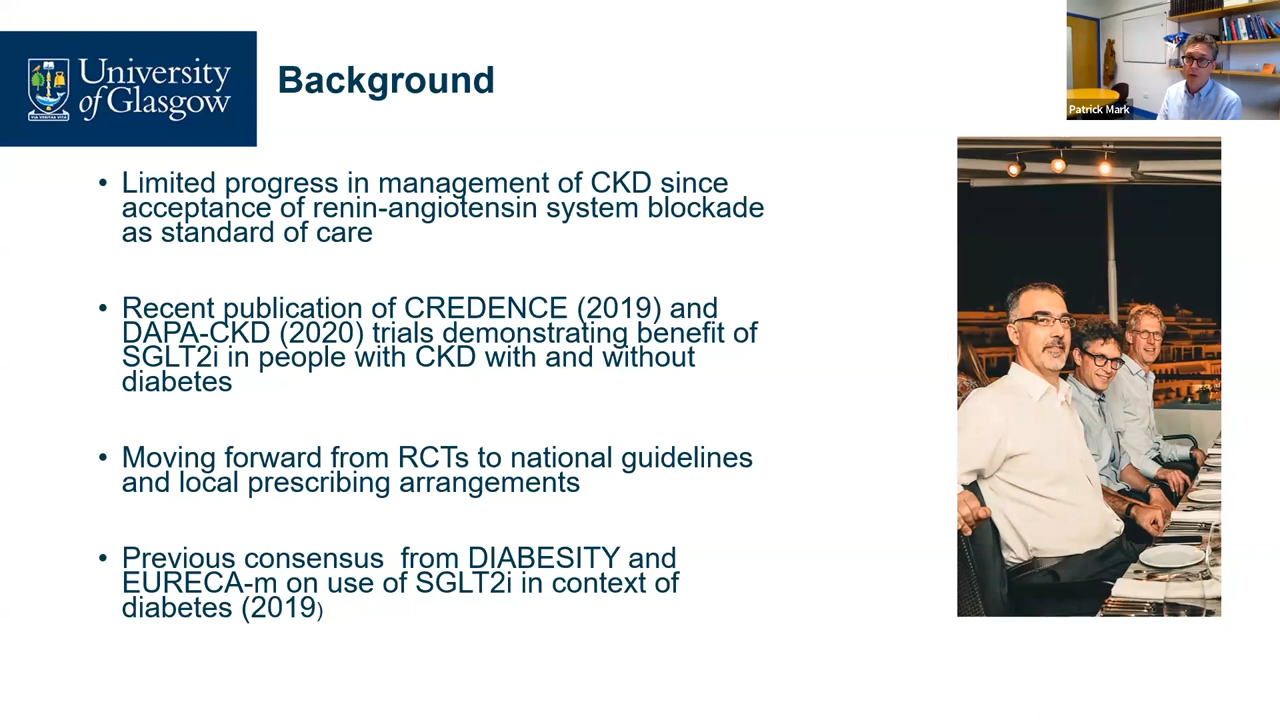 University
of Glasgow
VIA VERITAS VITA
Background
Patrick Mark
• Limited progress in management of CKD since
acceptance of renin-angiotensin system blockade
as standard of care
• Recent publication of CREDENCE (2019) and
DAPA-CKD (2020) trials demonstrating benefit of
SGLT2i in people with CKD with and without
diabetes
• Moving forward from RCTs to national guidelines
and local prescribing arrangements
• Previous consensus  from DIABESITY and
EURECA-m on use of SGLT2i in context of
diabetes (2019)